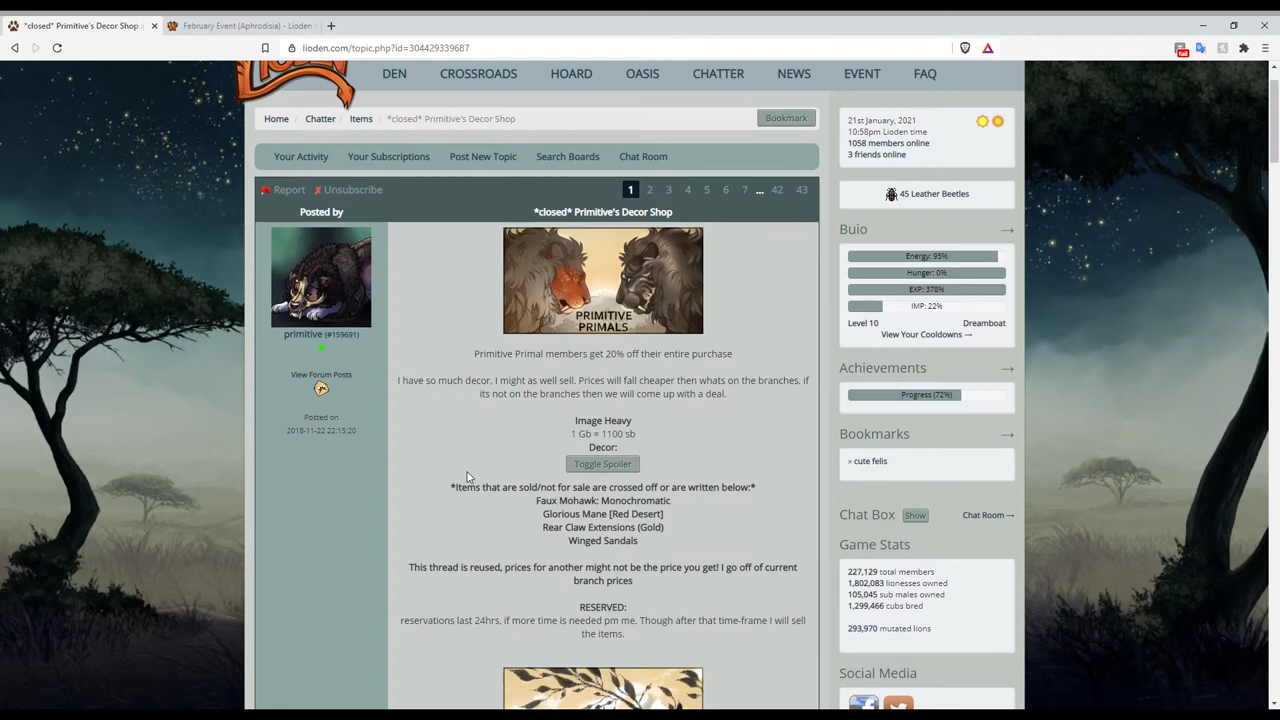 *closed* Primitive's Decor Shop :
February Event (Aphrodisia) - Lioden
lioden.com/topic.php?id=304429339687
LIODEN
DEN
CROSSROADS
HOARD
OASIS
CHATTER
NEWS
EVENT
FAQ
Home / Chatter / Items / *closed* Primitive's Decor Shop
Bookmark
Your Activity
Your Subscriptions
Post New Topic
Search Boards
Chat Room
Report Unsubscribe
1 2 3 4 5 6 7 ... 42 43
Posted by
*closed* Primitive's Decor Shop
primitive (#159691)
View Forum Posts
Posted on
2018-11-22 22:15:20
PRIMITIVE
PRIMALS
Primitive Primal members get 20% off their entire purchase
I have so much decor, I might as well sell. Prices will fall cheaper then whats on the branches, if
its not on the branches then we will come up with a deal.
Image Heavy
1 Gb = 1100 sb
Decor:
Toggle Spoiler
*Items that are sold/not for sale are crossed off or are written below:*
Faux Mohawk: Monochromatic
Glorious Mane [Red Desert]
Rear Claw Extensions (Gold)
Winged Sandals
This thread is reused, prices for another might not be the price you get! I go off of current
branch prices
RESERVED:
reservations last 24hrs, if more time is needed pm me. Though after that time-frame I will sell
the items.
21st January, 2021
10:58pm Lioden time
1058 members online
3 friends online
45 Leather Beetles
Buio →
Energy: 95%
Hunger: 0%
EXP: 378%
IMP: 22%
Level 10
Dreamboat
View Your Cooldowns →
Achievements →
Progress (72%)
Bookmarks →
» cute felis
Chat Box Show Chat Room →
Game Stats
227,129 total members
1,802,083 lionesses owned
105,045 sub males owned
1,299,466 cubs bred
293,970 mutated lions
Social Media